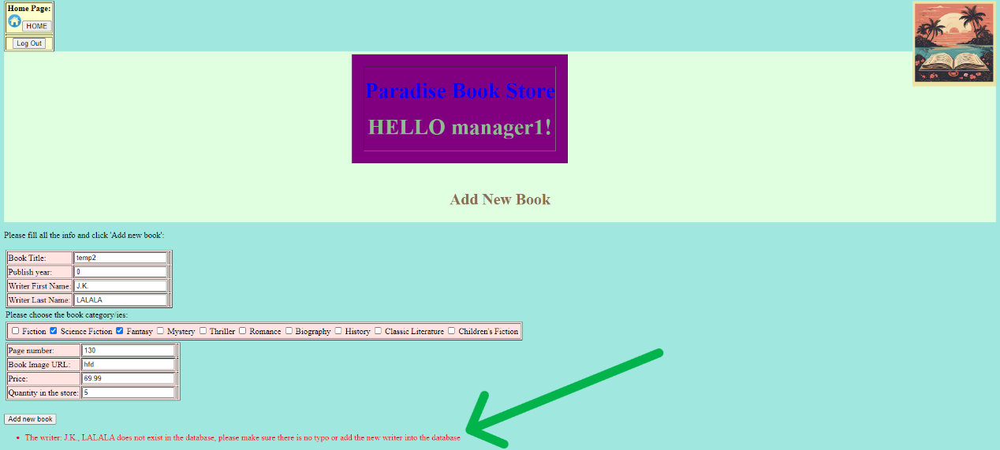 Home Page:
HOME
Log Out
Paradise Book Store
HELLO manager1!
Add New Book
Please fill all the info and click 'Add new book':
Book Title: temp2
Publish year: 0
Writer First Name: J.K.
Writer Last Name: LALALA
Please choose the book category/ies:
Fiction Science Fiction Fantasy Mystery Thriller Romance Biography History Classic Literature Children's Fiction
Page number: 130
Book Image URL: hfd
Price: 69.99
Quantity in the store: 5
Add new book
The writer: J.K., LALALA does not exist in the database, please make sure there is no typo or add the new writer into the database